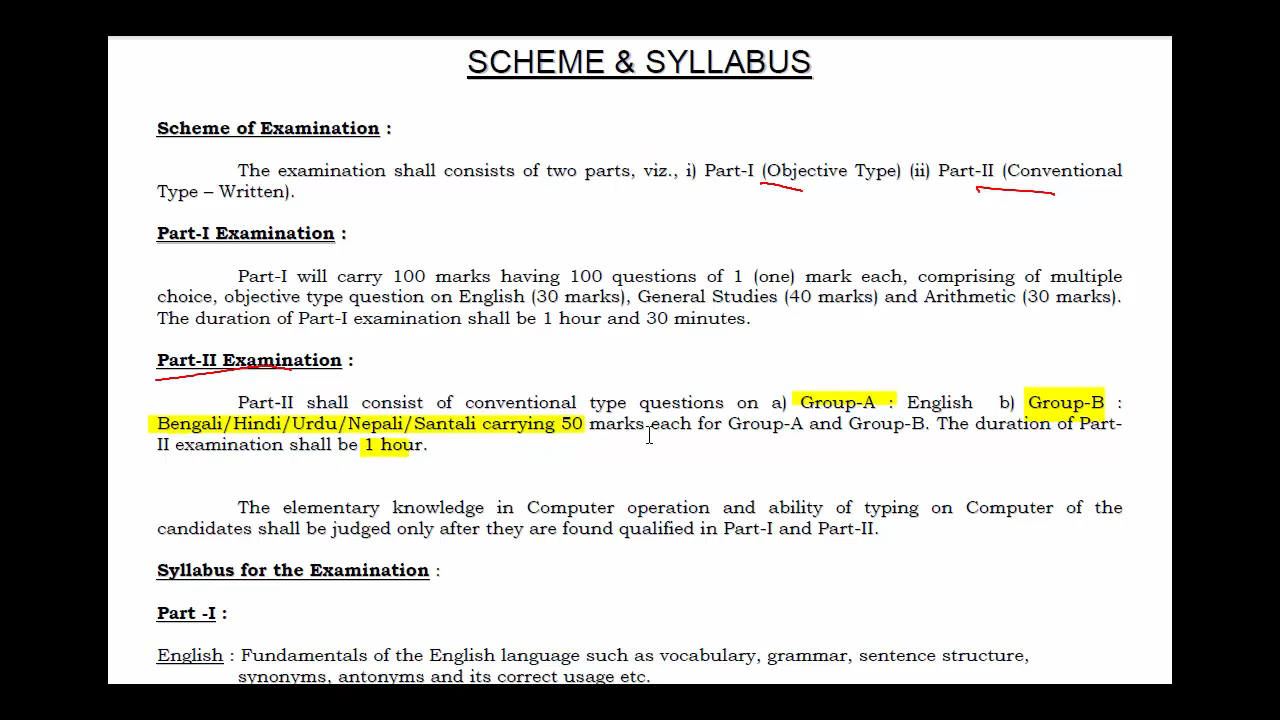 SCHEME & SYLLABUS
Scheme of Examination :
The examination shall consists of two parts, viz., i) Part-I (Objective Type) (ii) Part-II (Conventional
Type – Written).
Part-I Examination :
Part-I will carry 100 marks having 100 questions of 1 (one) mark each, comprising of multiple
choice, objective type question on English (30 marks), General Studies (40 marks) and Arithmetic (30 marks).
The duration of Part-I examination shall be 1 hour and 30 minutes.
Part-II Examination :
Part-II shall consist of conventional type questions on a) Group-A : English b) Group-B :
Bengali/Hindi/Urdu/Nepali/Santali carrying 50 marks each for Group-A and Group-B. The duration of Part-
II examination shall be 1 hour.
The elementary knowledge in Computer operation and ability of typing on Computer of the
candidates shall be judged only after they are found qualified in Part-I and Part-II.
Syllabus for the Examination :
Part -I :
English : Fundamentals of the English language such as vocabulary, grammar, sentence structure,
synonyms, antonyms and its correct usage etc.